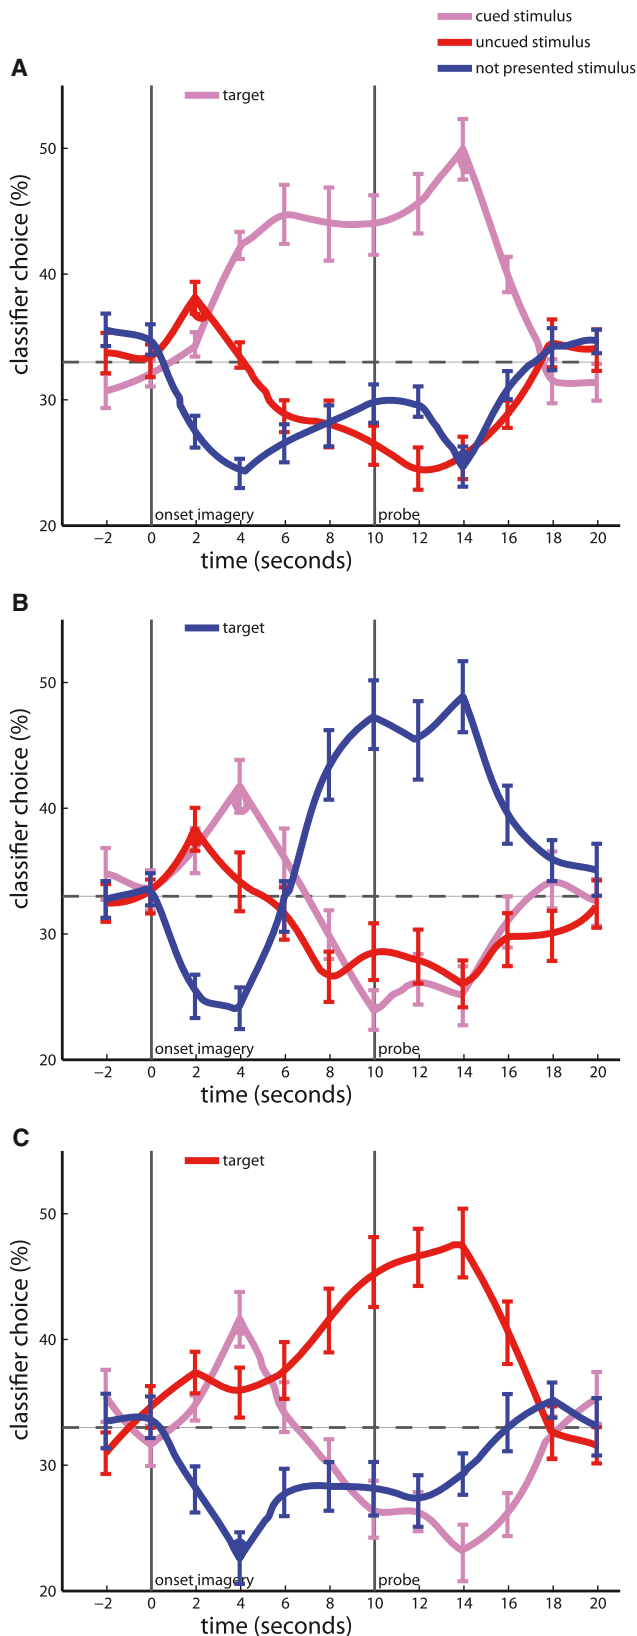 cued stimulus
uncued stimulus
not presented stimulus
A
target
classifier choice (%)
50
40
30
20
onset imagery
probe
−2 0 2 4 6 8 10 12 14 16 18 20
time (seconds)
B
target
classifier choice (%)
50
40
30
20
onset imagery
probe
−2 0 2 4 6 8 10 12 14 16 18 20
time (seconds)
C
target
classifier choice (%)
50
40
30
20
onset imagery
probe
−2 0 2 4 6 8 10 12 14 16 18 20
time (seconds)